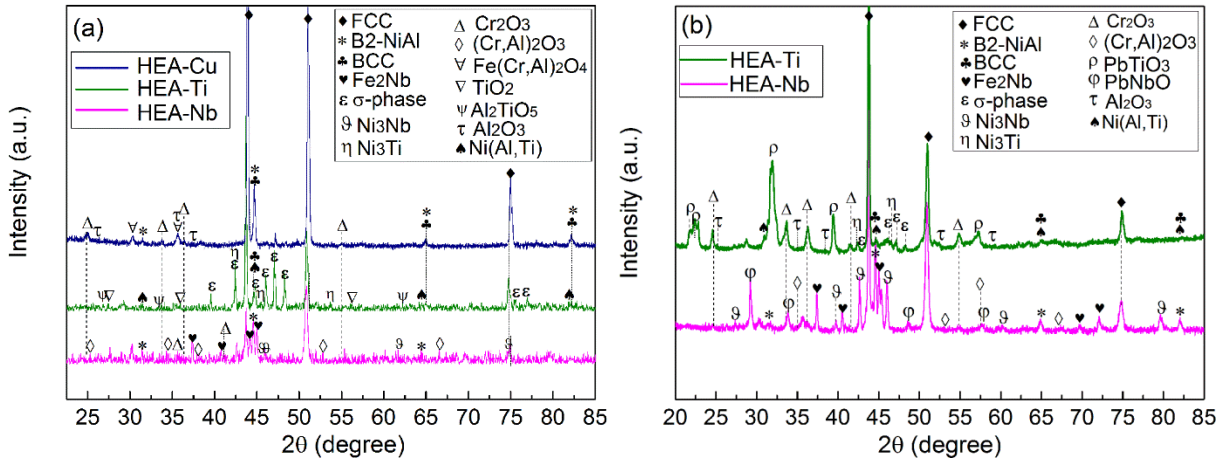 (a)
HEA-Cu
HEA-Ti
HEA-Nb
♦ FCC
* B2-NiAl
♣ BCC
♥ Fe2Nb
ε σ-phase
ϑ Ni3Nb
η Ni3Ti
Δ Cr2O3
◊ (Cr,Al)2O3
∀ Fe(Cr,Al)2O4
∇ TiO2
ψ Al2TiO5
τ Al2O3
♠ Ni(Al,Ti)
Intensity (a.u.)
25 30 35 40 45 50 55 60 65 70 75 80 85
2θ (degree)
(b)
HEA-Ti
HEA-Nb
♦ FCC
* B2-NiAl
♣ BCC
♥ Fe2Nb
ε σ-phase
ϑ Ni3Nb
η Ni3Ti
Δ Cr2O3
◊ (Cr,Al)2O3
ρ PbTiO3
φ PbNbO
τ Al2O3
♠ Ni(Al,Ti)
Intensity (a.u.)
20 25 30 35 40 45 50 55 60 65 70 75 80 85
2θ (degree)